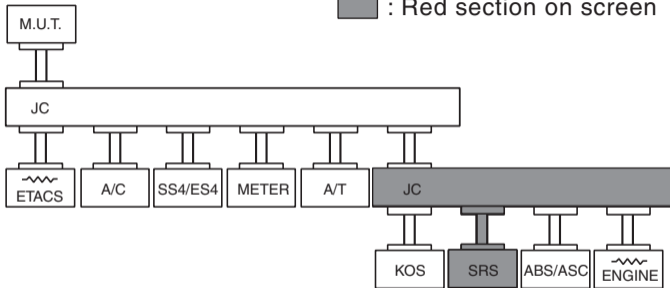 : Red section on screen
M.U.T.
JC
ETACS
A/C
SS4/ES4
METER
A/T
JC
KOS
SRS
ABS/ASC
ENGINE